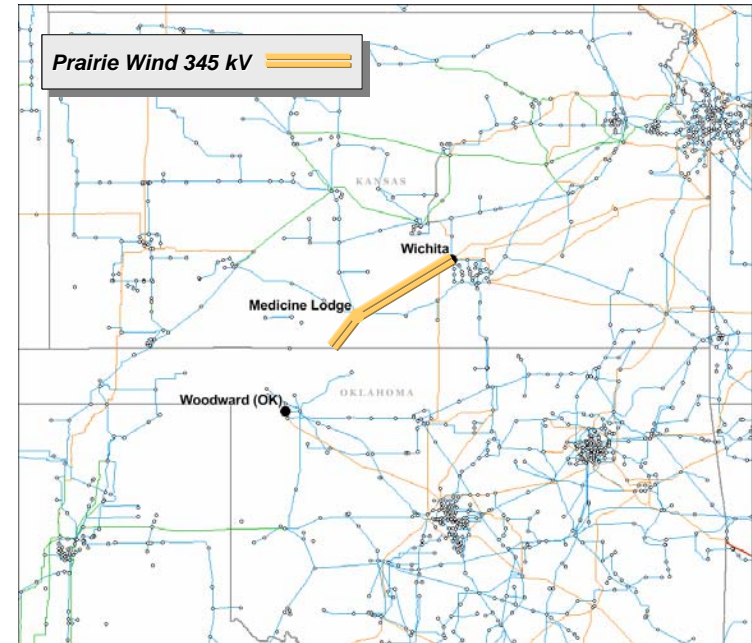 Prairie Wind 345 kV
KANSAS
Wichita
Medicine Lodge
OKLAHOMA
Woodward (OK)